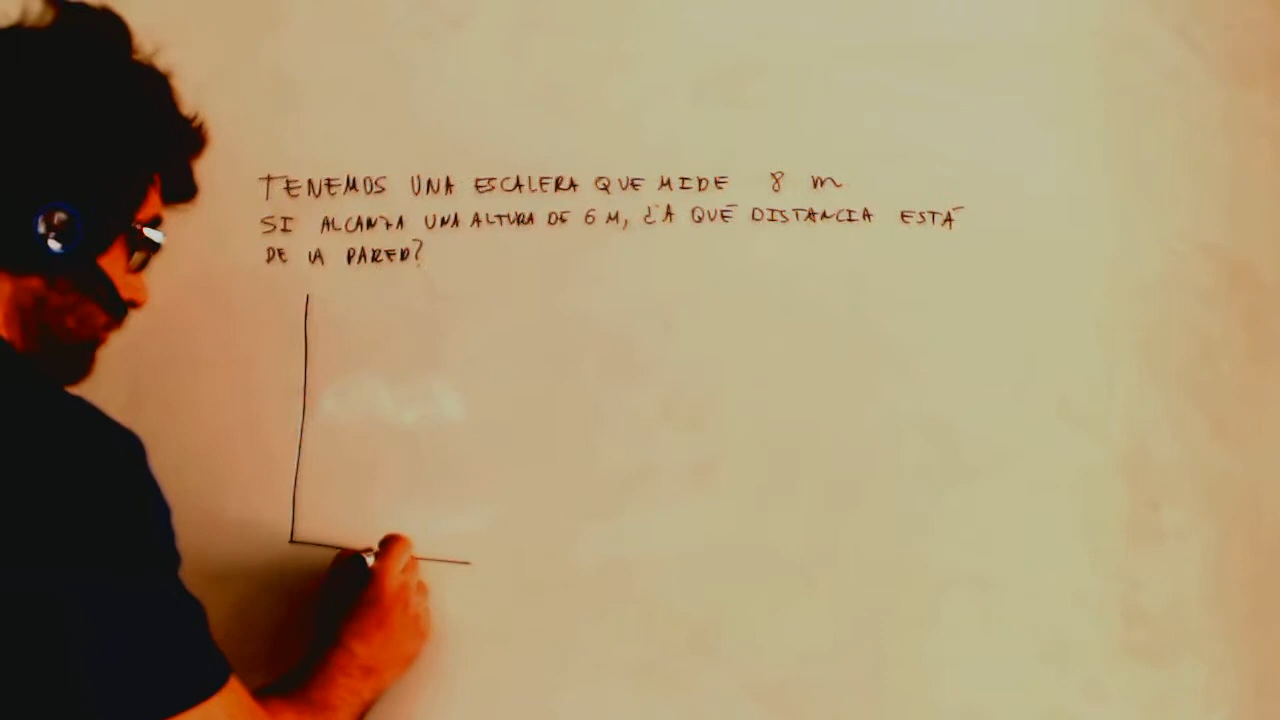 TENEMOS UNA ESCALERA QUE MIDE 8 m
SI ALCANZA UNA ALTURA DE 6 M, ¿A QUÉ DISTANCIA ESTÁ
DE LA PARED?